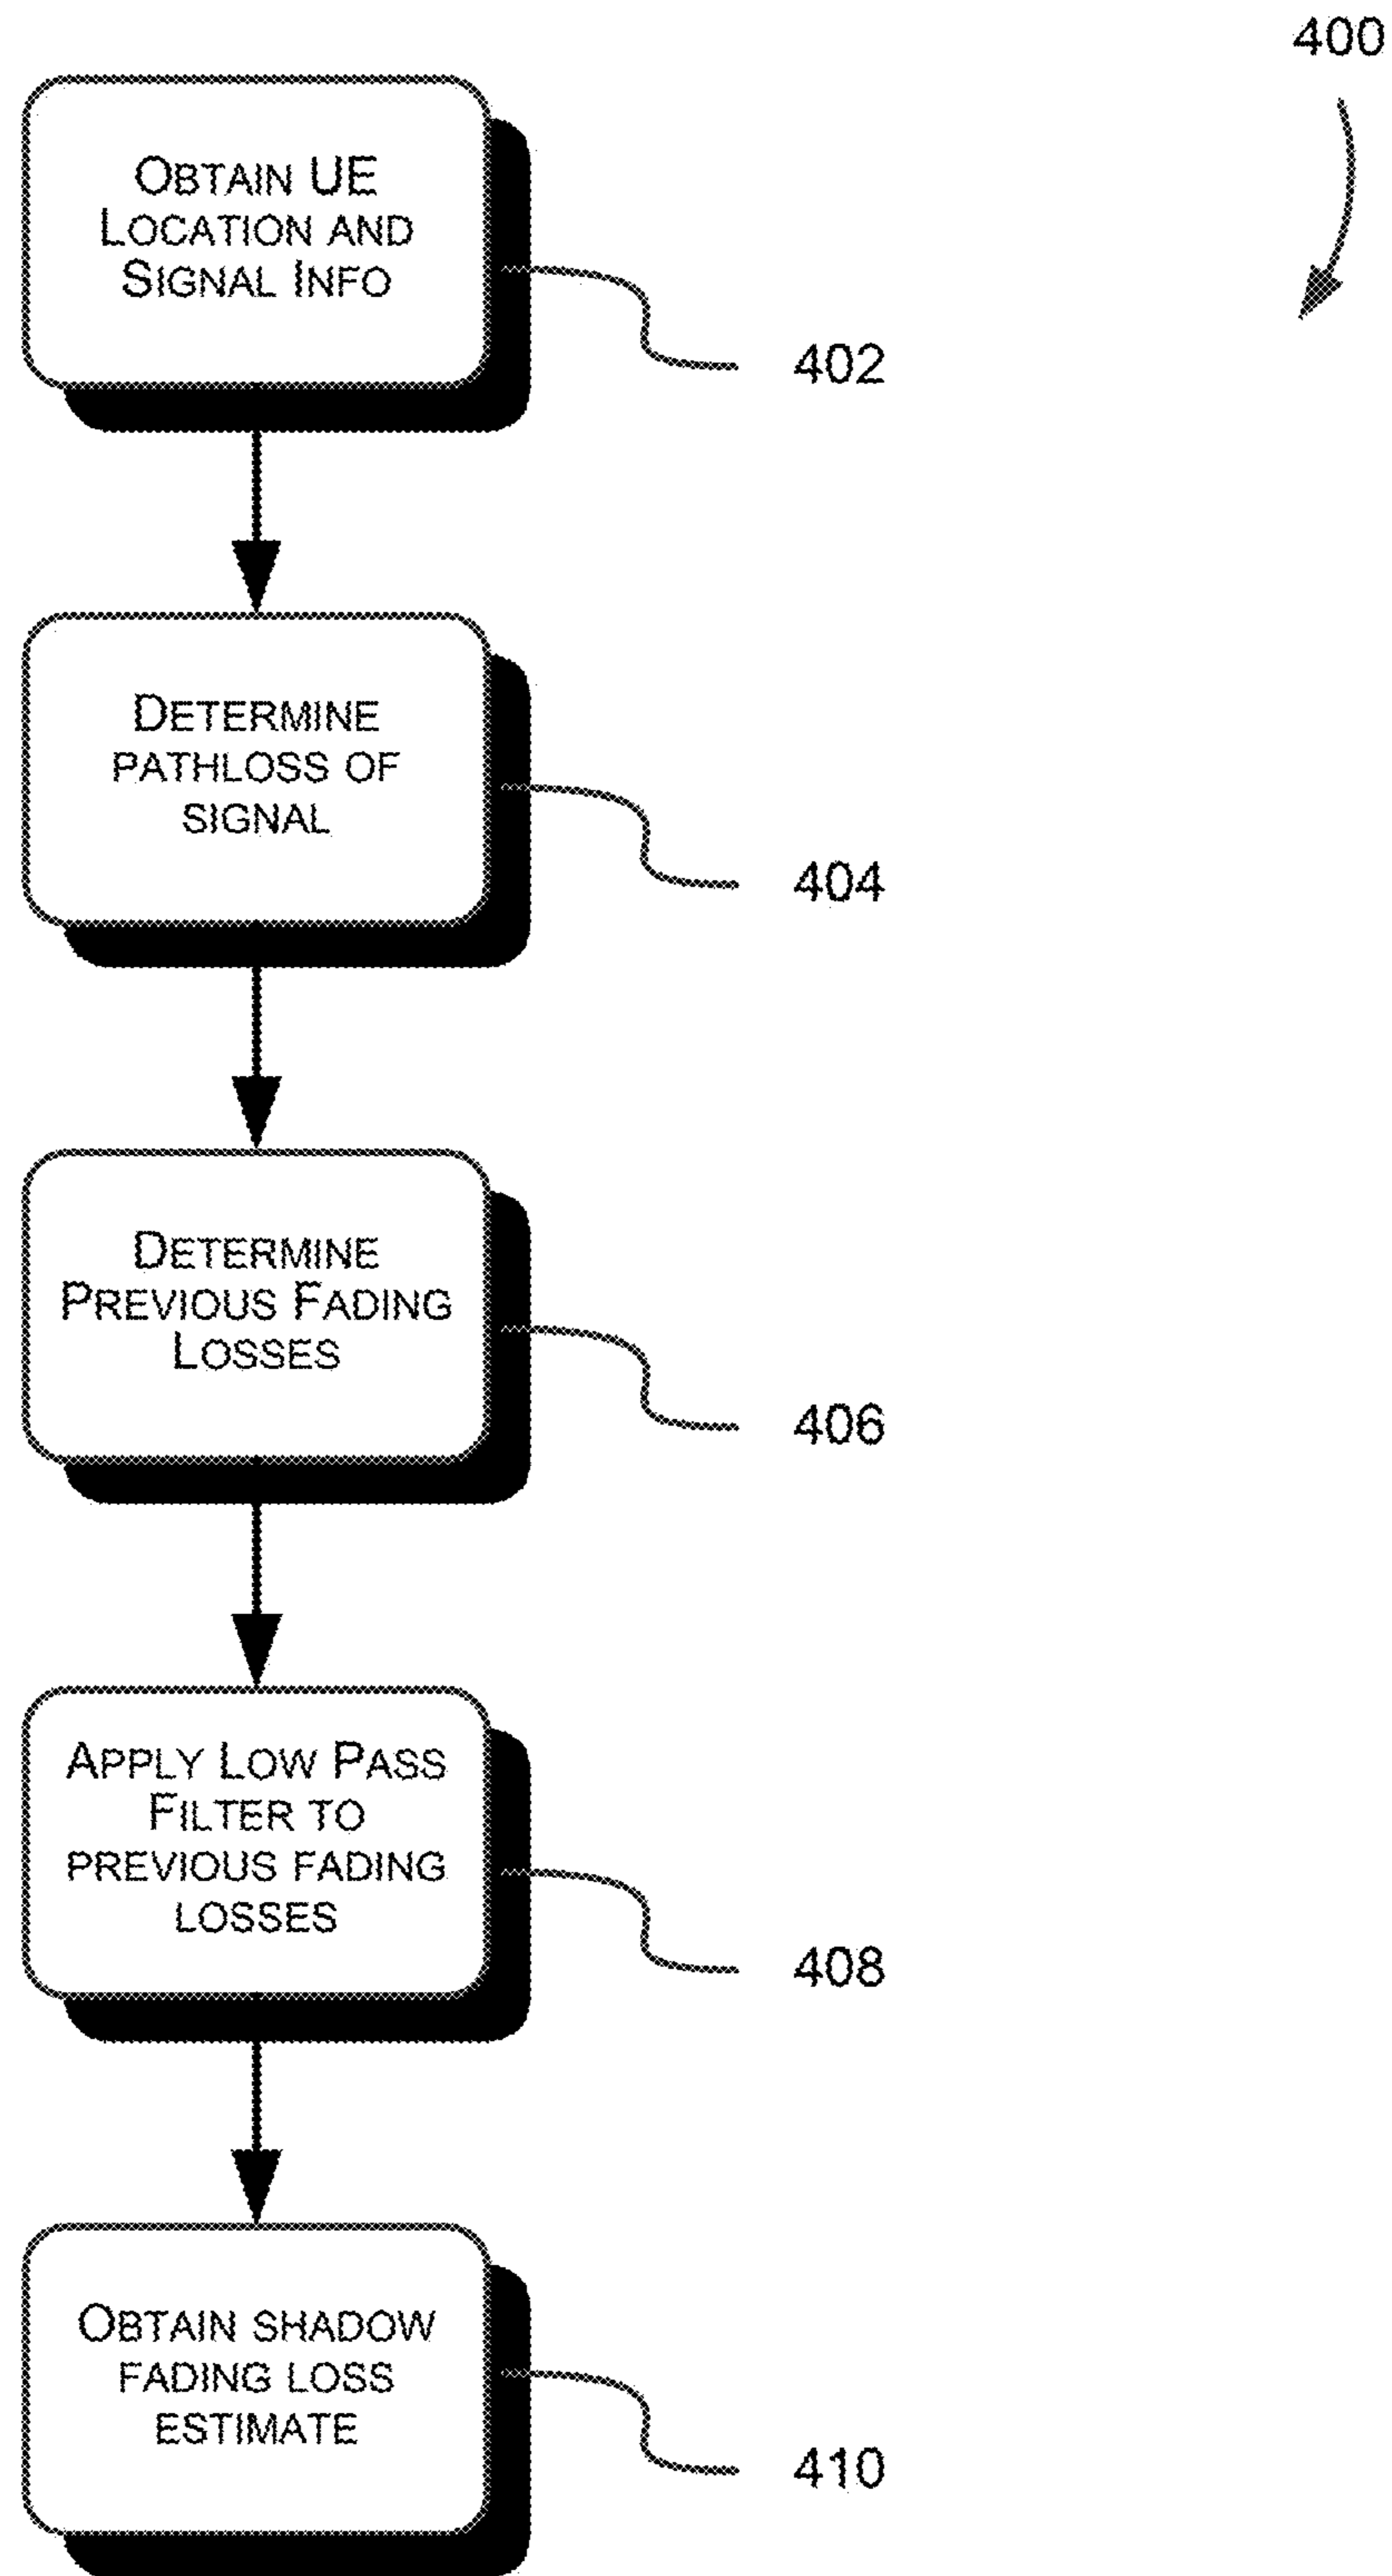 400
OBTAIN UE
LOCATION AND
SIGNAL INFO
402
DETERMINE
PATHLOSS OF
SIGNAL
404
DETERMINE
PREVIOUS FADING
LOSSES
406
APPLY LOW PASS
FILTER TO
PREVIOUS FADING
LOSSES
408
OBTAIN SHADOW
FADING LOSS
ESTIMATE
410